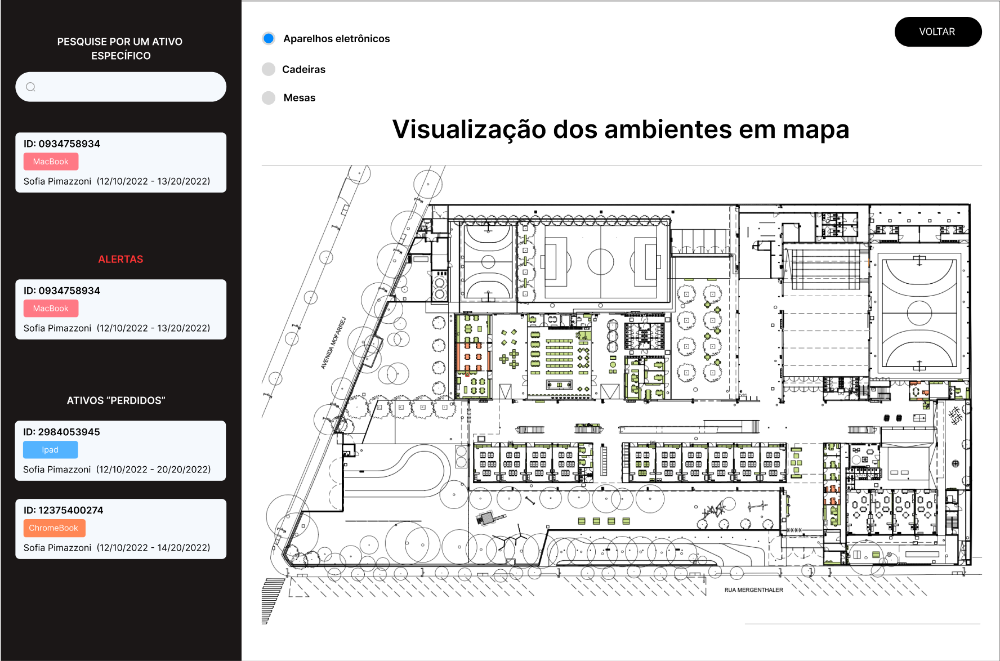 PESQUISE POR UM ATIVO
ESPECÍFICO
ID: 0934758934
MacBook
Sofia Pimazzoni (12/10/2022 - 13/20/2022)
ALERTAS
ID: 0934758934
MacBook
Sofia Pimazzoni (12/10/2022 - 13/20/2022)
ATIVOS “PERDIDOS”
ID: 2984053945
Ipad
Sofia Pimazzoni (12/10/2022 - 20/20/2022)
ID: 12375400274
ChromeBook
Sofia Pimazzoni (12/10/2022 - 14/20/2022)
Aparelhos eletrônicos
Cadeiras
Mesas
VOLTAR
Visualização dos ambientes em mapa
AVENIDA MOFARREJ
RUA MERGENTHALER